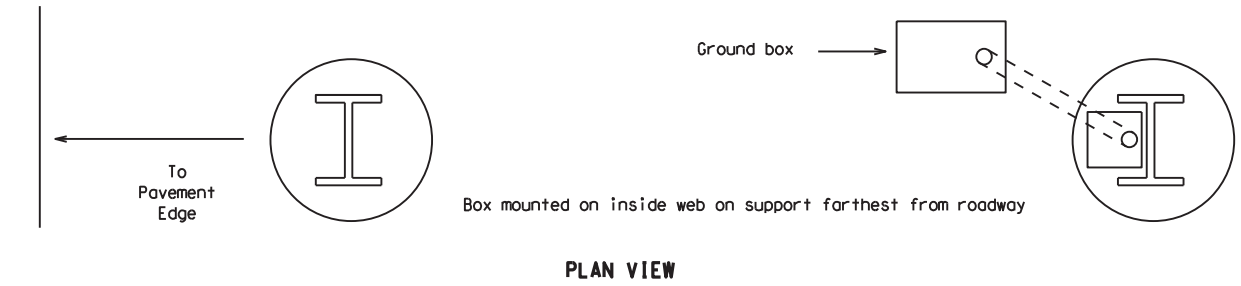 Ground box
To
Pavement
Edge
Box mounted on inside web on support farthest from roadway
PLAN VIEW